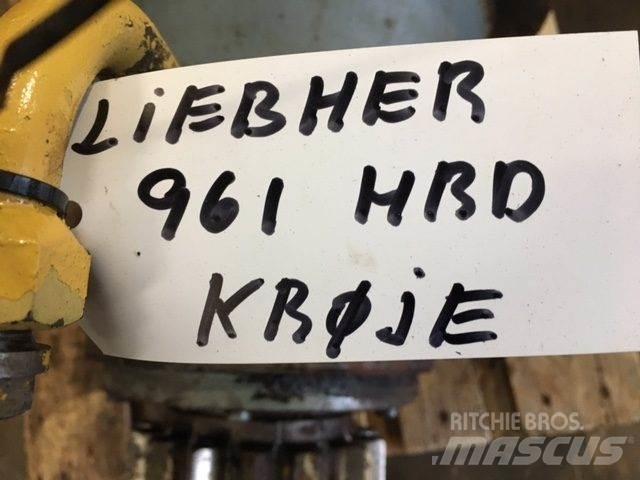 LiEBHER
961 HBD
KRØjE
RITCHIE BROS.
MASCUS